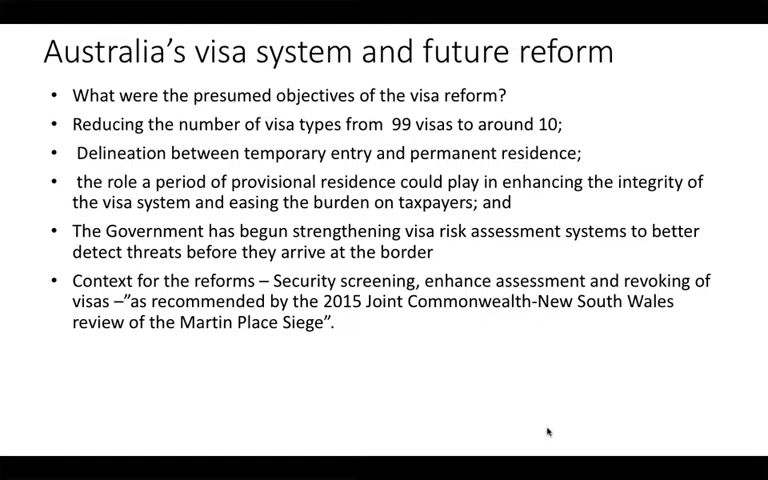 Australia's visa system and future reform
• What were the presumed objectives of the visa reform?
• Reducing the number of visa types from  99 visas to around 10;
•  Delineation between temporary entry and permanent residence;
•  the role a period of provisional residence could play in enhancing the integrity of
the visa system and easing the burden on taxpayers; and
• The Government has begun strengthening visa risk assessment systems to better
detect threats before they arrive at the border
• Context for the reforms – Security screening, enhance assessment and revoking of
visas –”as recommended by the 2015 Joint Commonwealth-New South Wales
review of the Martin Place Siege”.